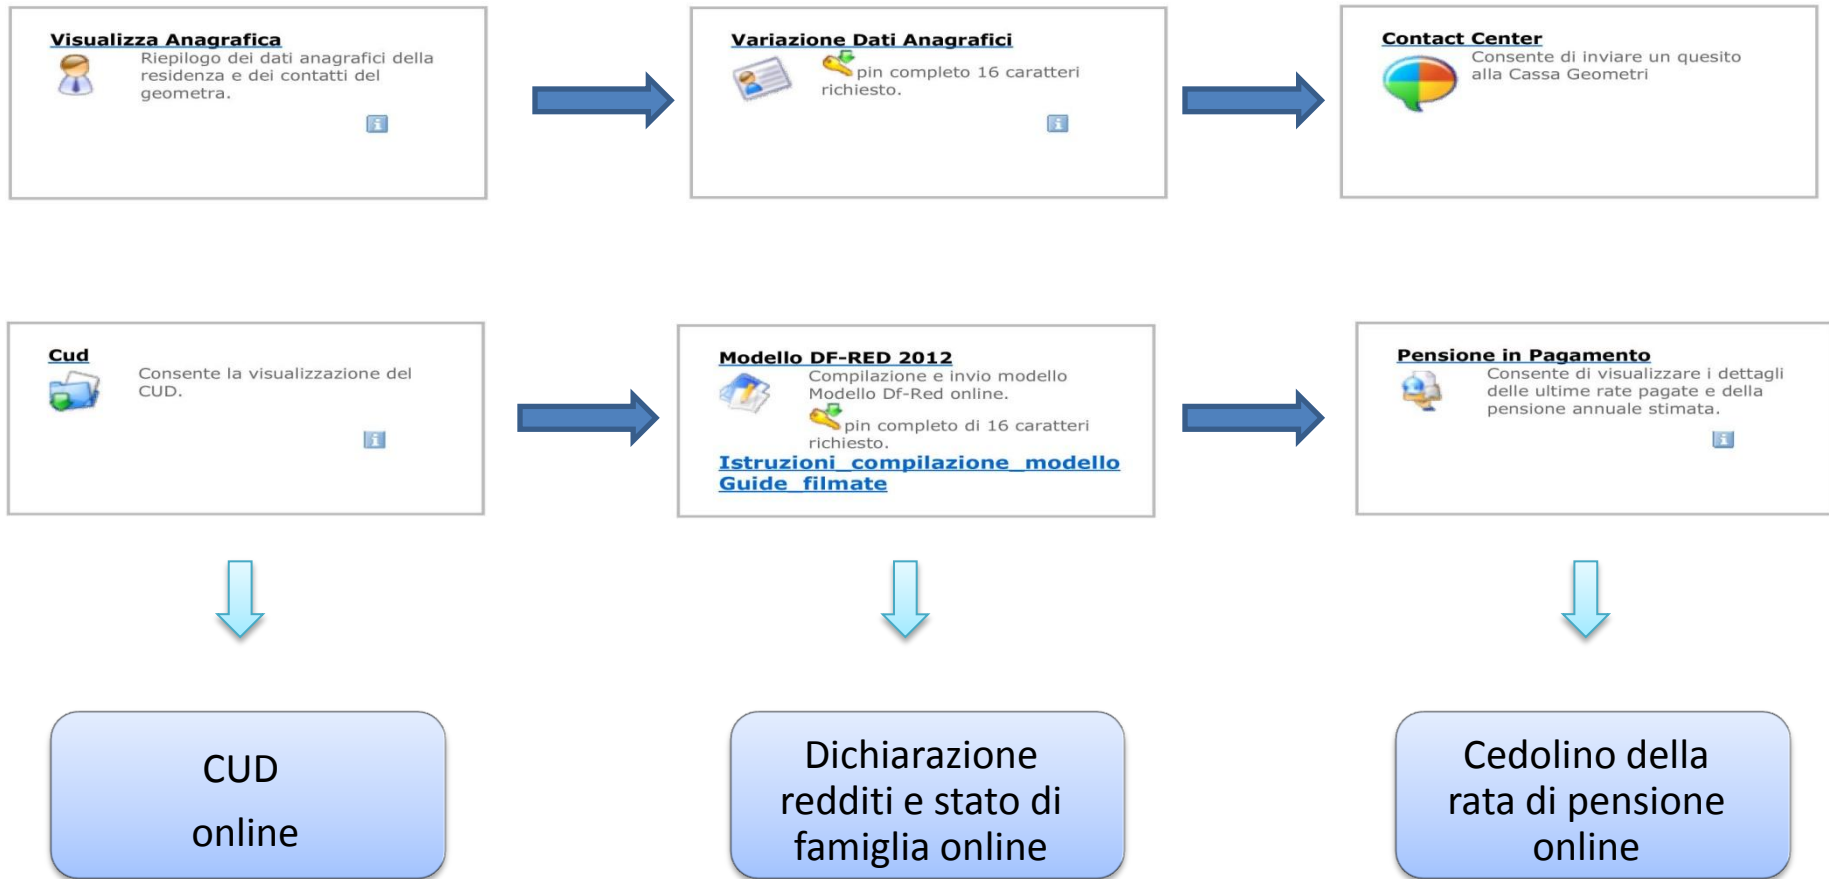 Visualizza Anagrafica
Riepilogo dei dati anagrafici della
residenza e dei contatti del
geometra.
i
Variazione Dati Anagrafici
pin completo 16 caratteri
richiesto.
i
Contact Center
Consente di inviare un quesito
alla Cassa Geometri
Cud
Consente la visualizzazione del
CUD.
i
Modello DF-RED 2012
Compilazione e invio modello
Modello Df-Red online.
pin completo di 16 caratteri
richiesto.
Istruzioni_compilazione_modello
Guide_filmate
Pensione in Pagamento
Consente di visualizzare i dettagli
delle ultime rate pagate e della
pensione annuale stimata.
i
CUD
online
Dichiarazione
redditi e stato di
famiglia online
Cedolino della
rata di pensione
online